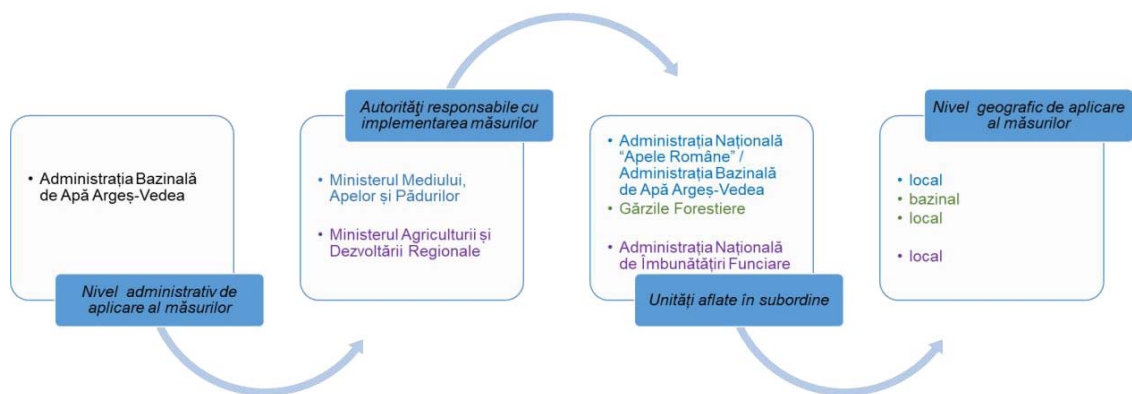 • Administrația Bazinală
de Apă Argeș-Vedea
Nivel administrativ de
aplicare al măsurilor
Autorităţi responsabile cu
implementarea măsurilor
• Ministerul Mediului,
Apelor și Pădurilor
• Ministerul Agriculturii și
Dezvoltării Regionale
• Administrația Națională
“Apele Române” /
Administrația Bazinală
de Apă Argeș-Vedea
• Gărzile Forestiere
• Administrația Națională
de Îmbunătățiri Funciare
Unități aflate în subordine
Nivel geografic de aplicare
al măsurilor
• local
• bazinal
• local
• local